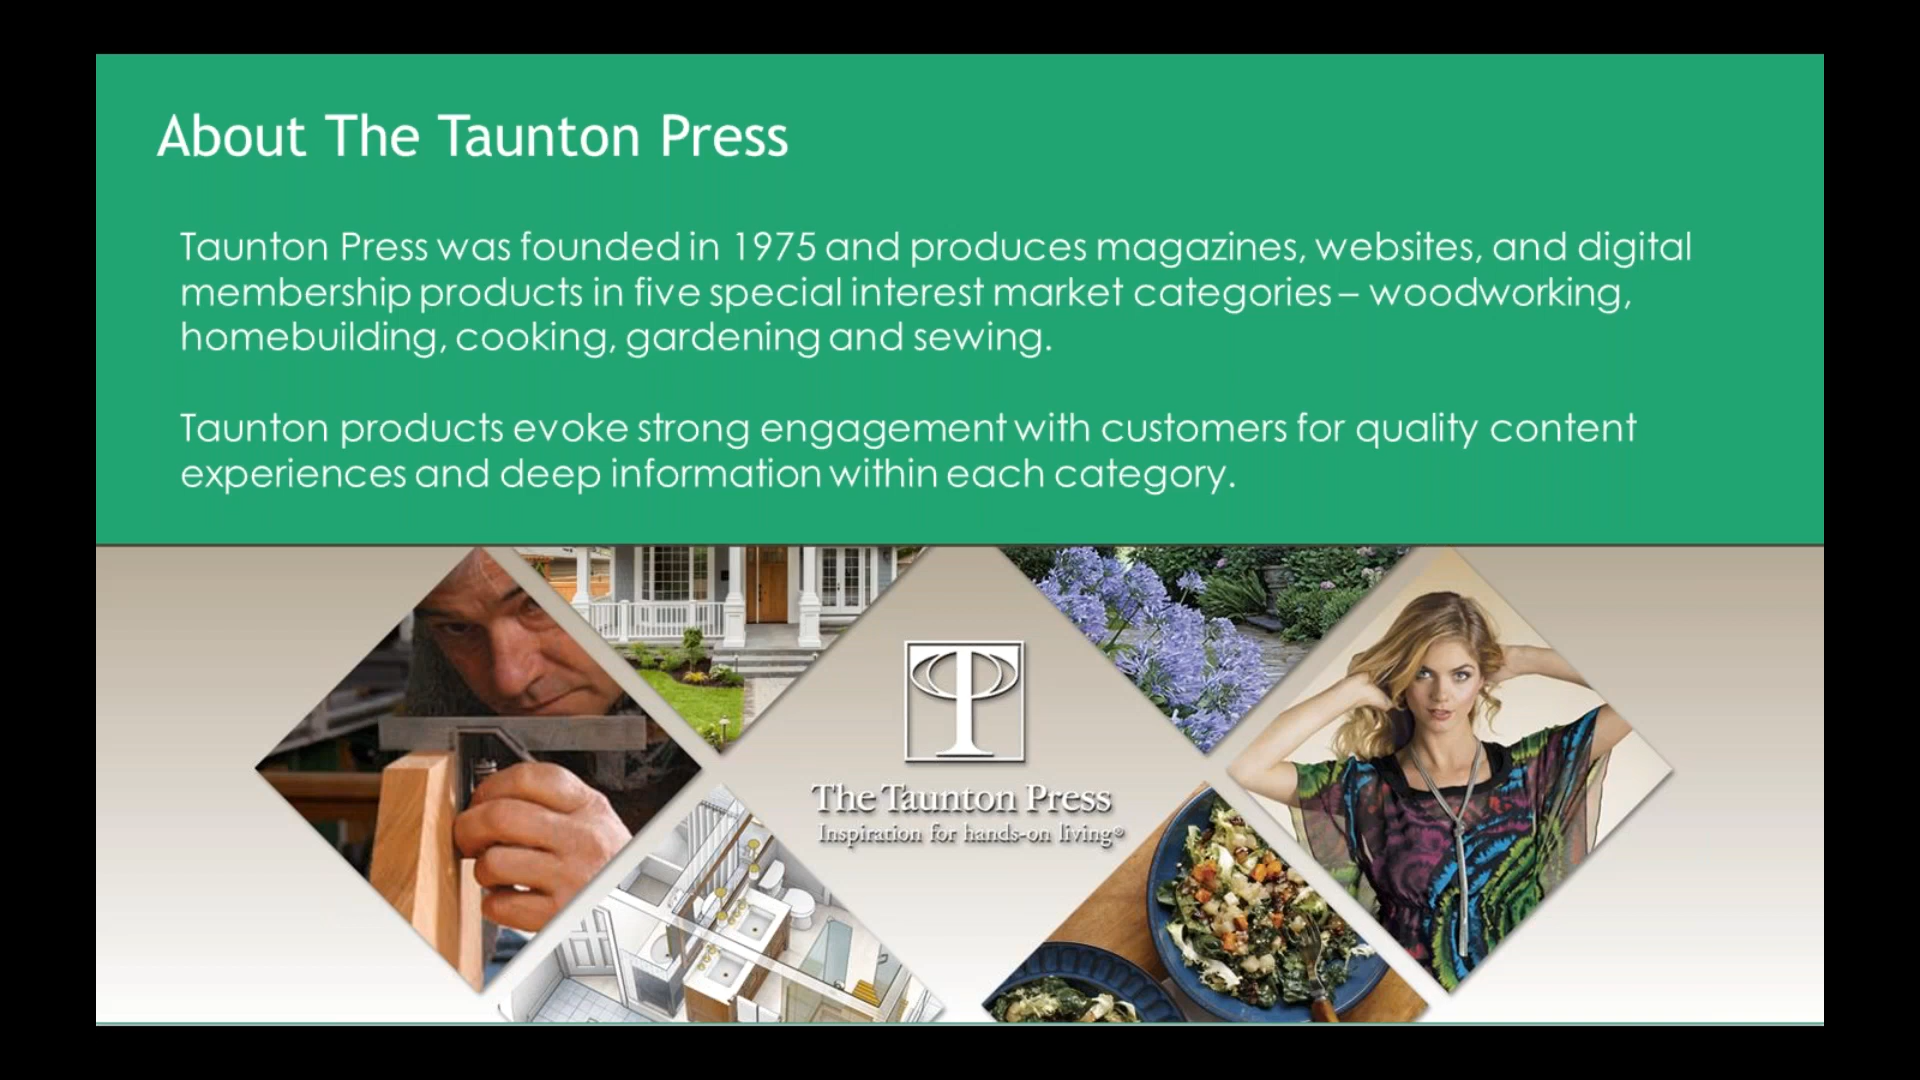 About The Taunton Press
Taunton Press was founded in 1975 and produces magazines, websites, and digital
membership products in five special interest market categories – woodworking,
homebuilding, cooking, gardening and sewing.
Taunton products evoke strong engagement with customers for quality content
experiences and deep information within each category.
T
The Taunton Press
Inspiration for hands-on living®